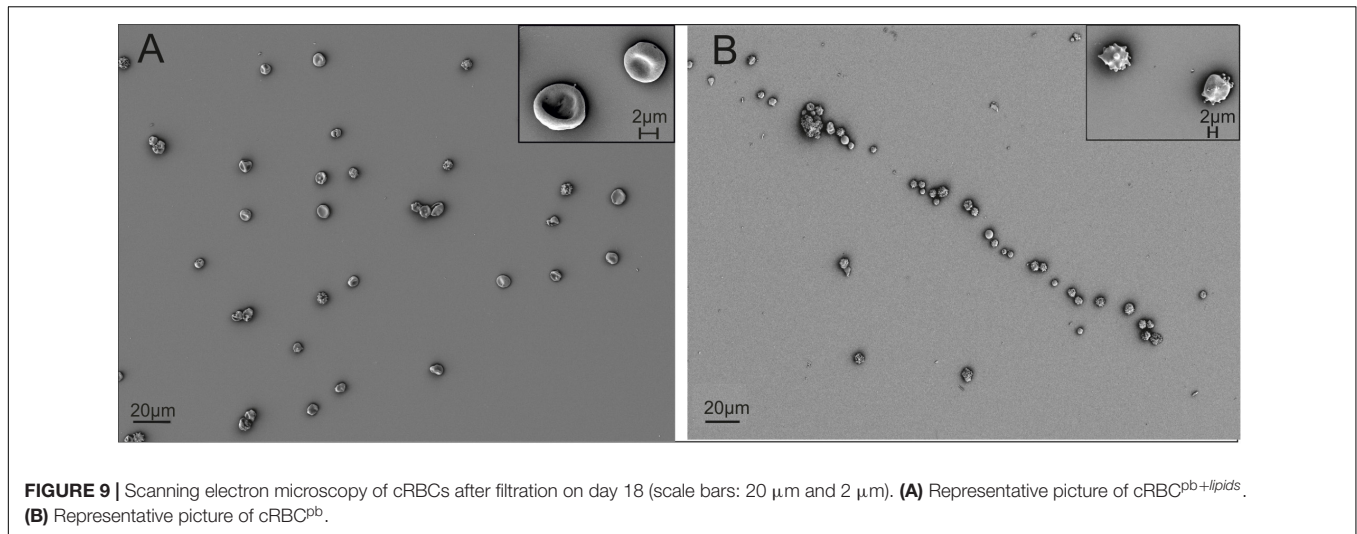 A
2μm
20μm
B
2μm
20μm
FIGURE 9 | Scanning electron microscopy of cRBCs after filtration on day 18 (scale bars: 20 μm and 2 μm). (A) Representative picture of cRBCpb+lipids.
(B) Representative picture of cRBCpb.